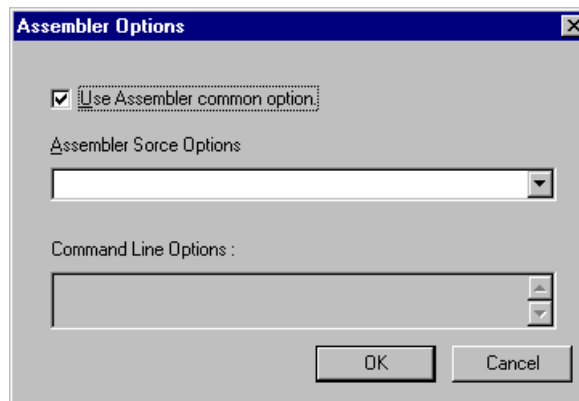 Assembler Options
Use Assembler common option.
Assembler Sorce Options
Command Line Options :
OK
Cancel